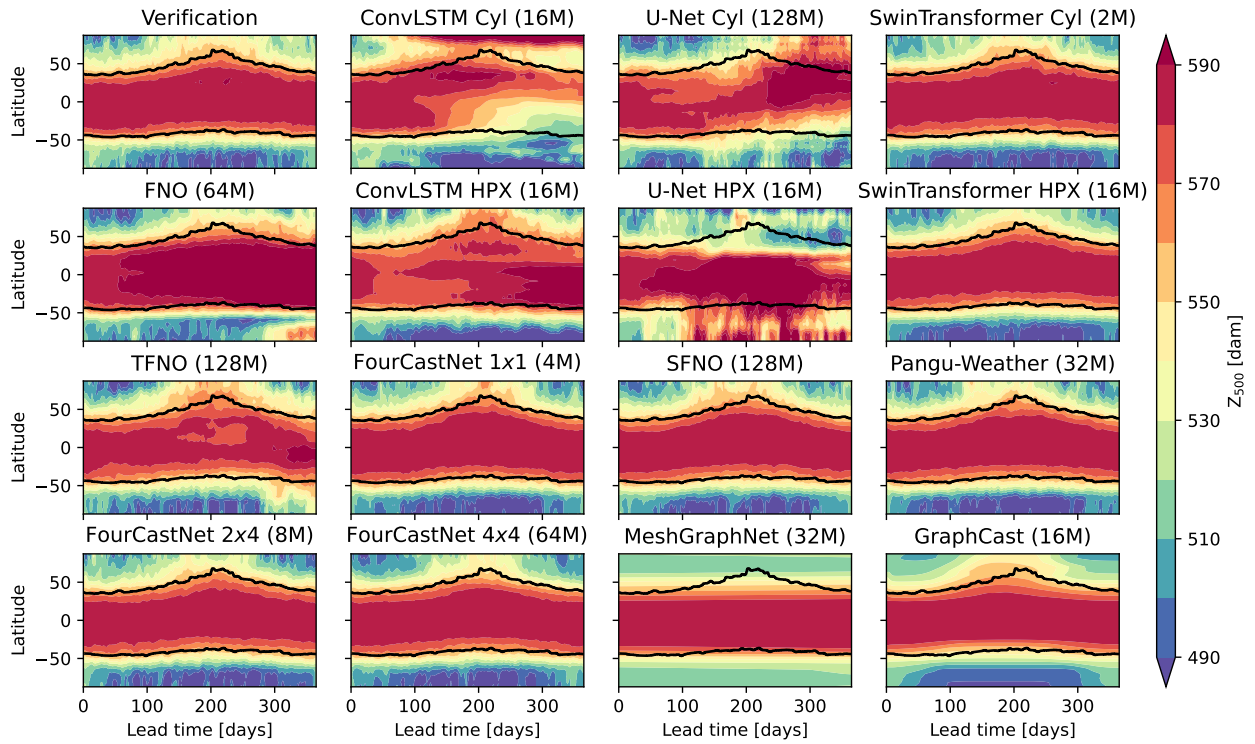 Verification ConvLSTM Cyl (16M) U-Net Cyl (128M) SwinTransformer Cyl (2M)
Latitude
50
0
−50
FNO (64M) ConvLSTM HPX (16M) U-Net HPX (16M) SwinTransformer HPX (16M)
Latitude
50
0
−50
TFNO (128M) FourCastNet 1x1 (4M) SFNO (128M) Pangu-Weather (32M)
Latitude
50
0
−50
FourCastNet 2x4 (8M) FourCastNet 4x4 (64M) MeshGraphNet (32M) GraphCast (16M)
Latitude
50
0
−50
0 100 200 300 0 100 200 300 0 100 200 300 0 100 200 300
Lead time [days] Lead time [days] Lead time [days] Lead time [days]
590
570
550
530
510
490
Z500 [dam]